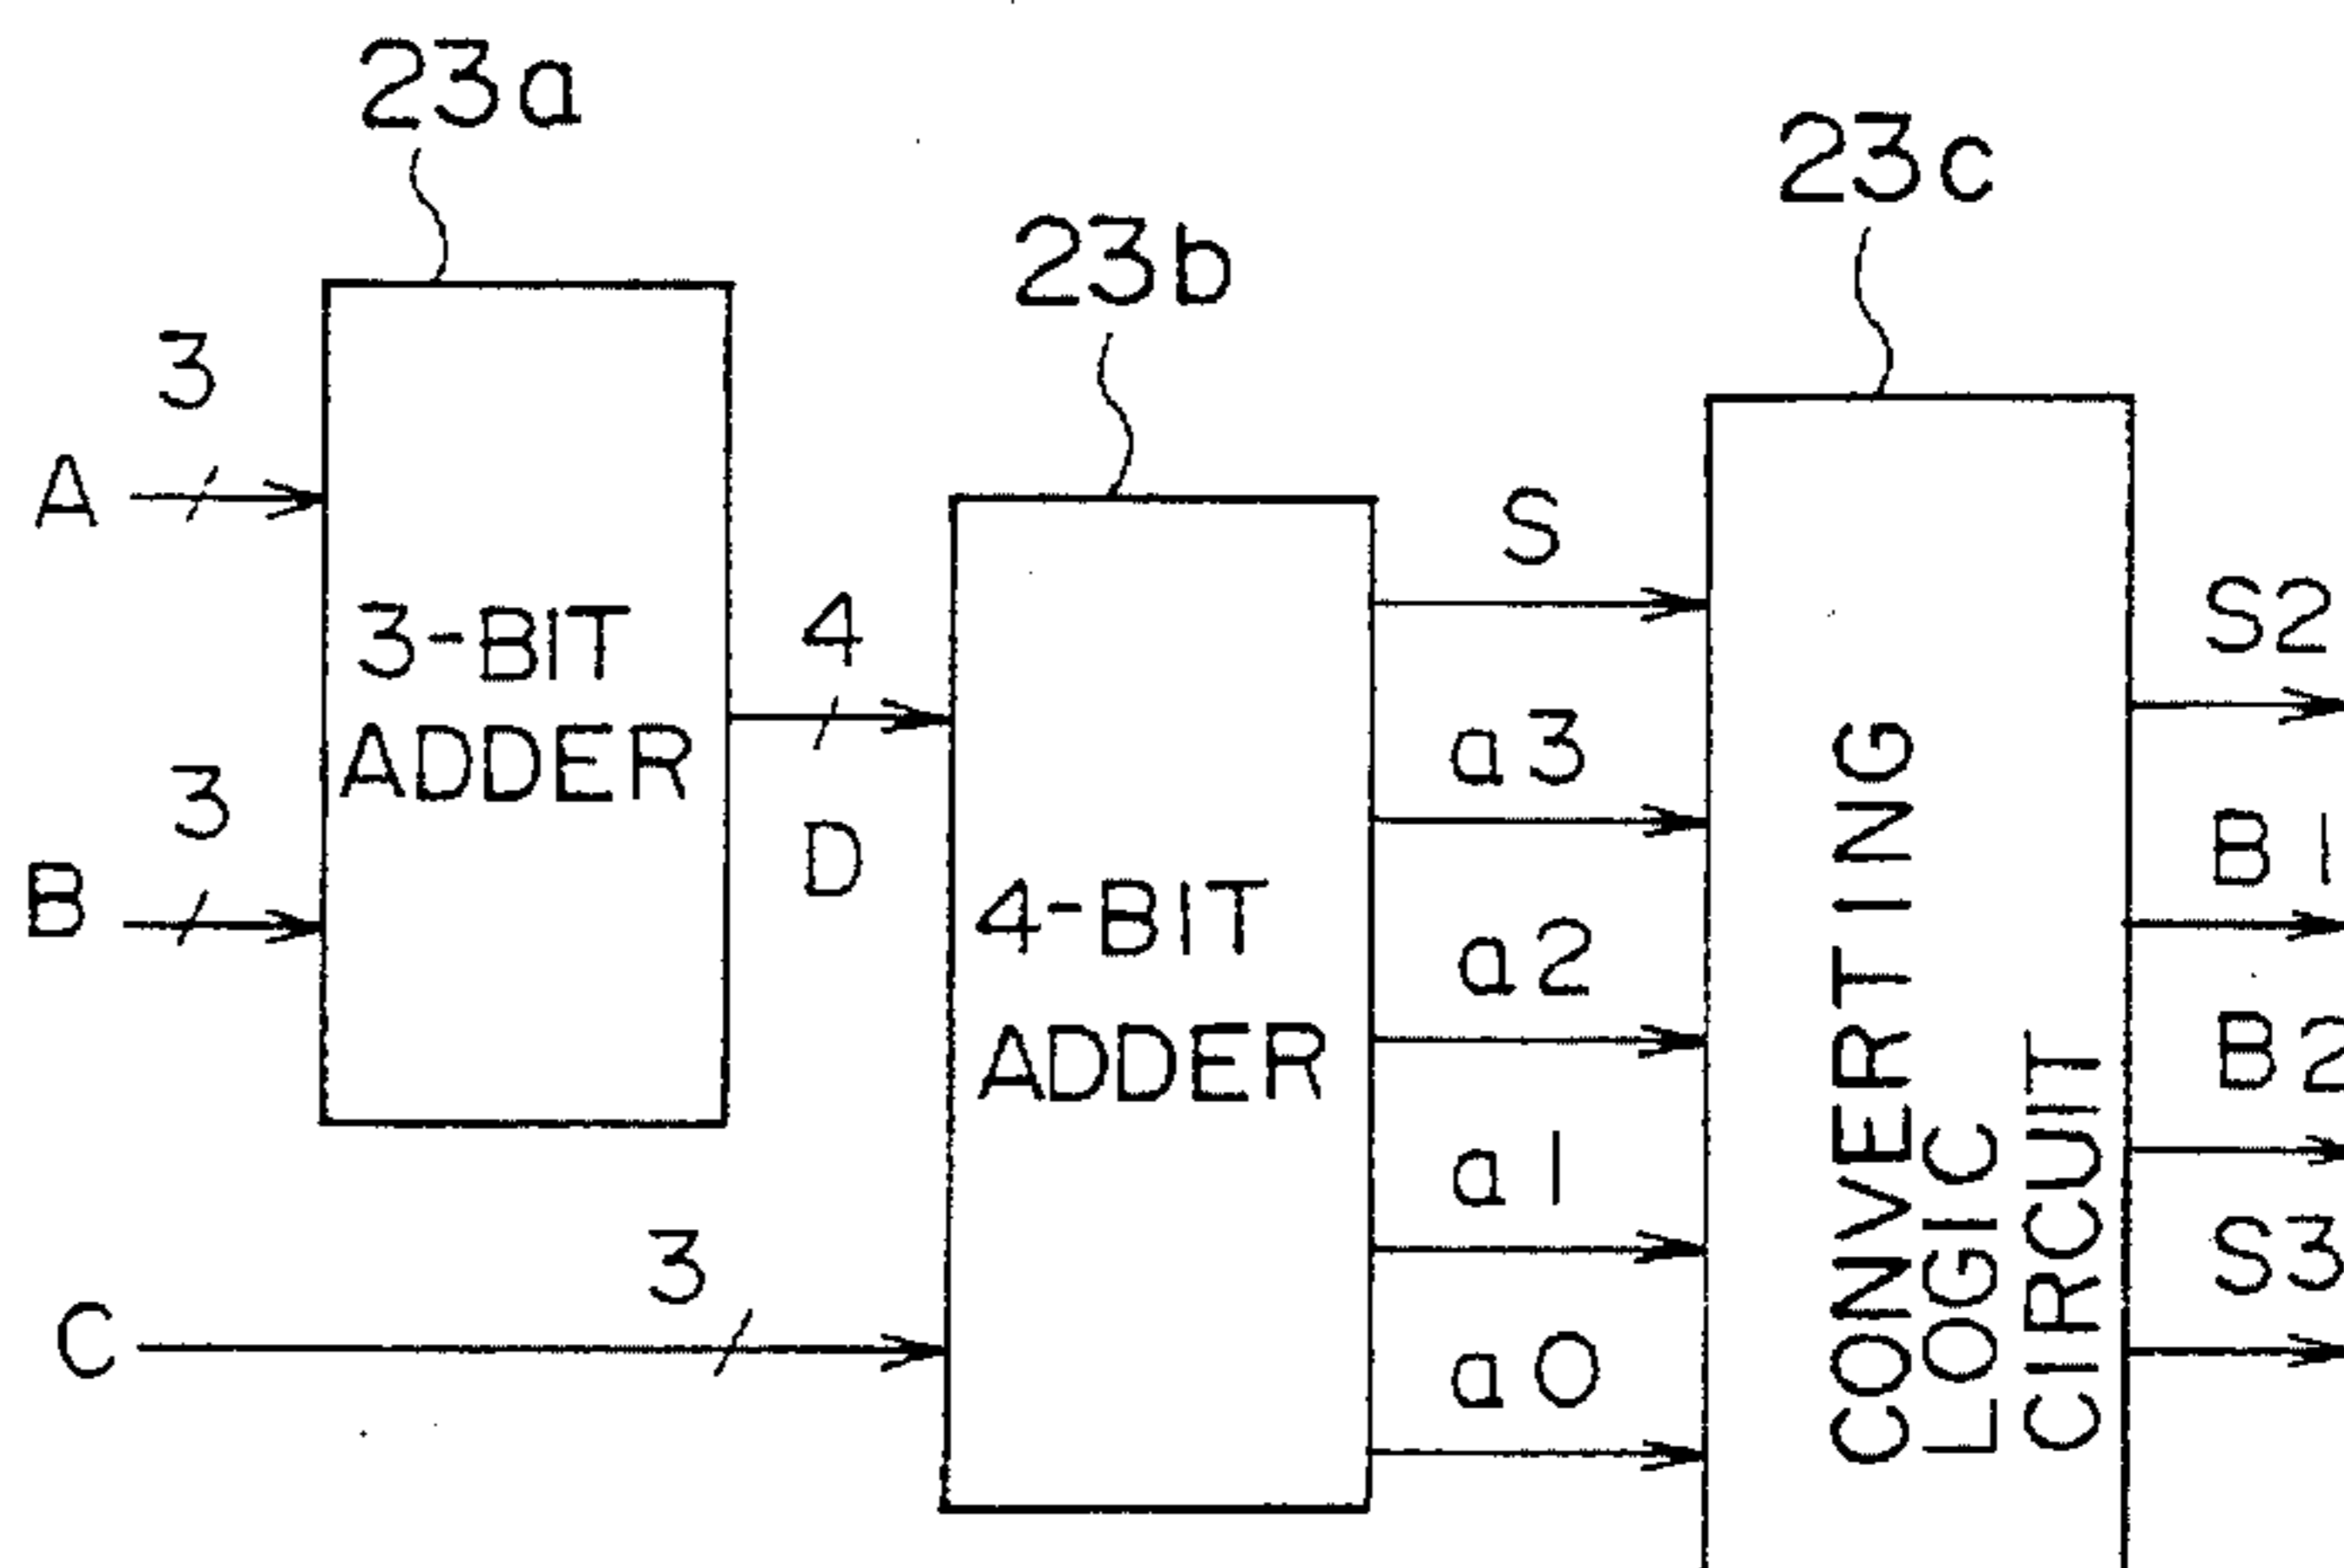 23a
23b
23c
3
A
3
B
3-BIT
ADDER
4
D
3
C
4-BIT
ADDER
S
a3
a2
a1
a0
CONVERTING
LOGIC
CIRCUIT
S2
B1
B2
S3